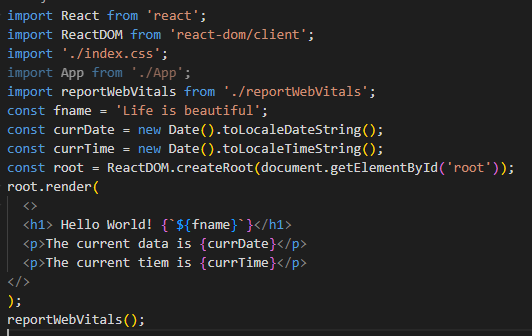 import React from 'react';
import ReactDOM from 'react-dom/client';
import './index.css';
import App from './App';
import reportWebVitals from './reportWebVitals';
const fname = 'Life is beautiful';
const currDate = new Date().toLocaleDateString();
const currTime = new Date().toLocaleTimeString();
const root = ReactDOM.createRoot(document.getElementById('root'));
root.render(
  <>
  <h1> Hello World! {`${fname}`}</h1>
  <p>The current data is {currDate}</p>
  <p>The current tiem is {currTime}</p>
</>
);
reportWebVitals();